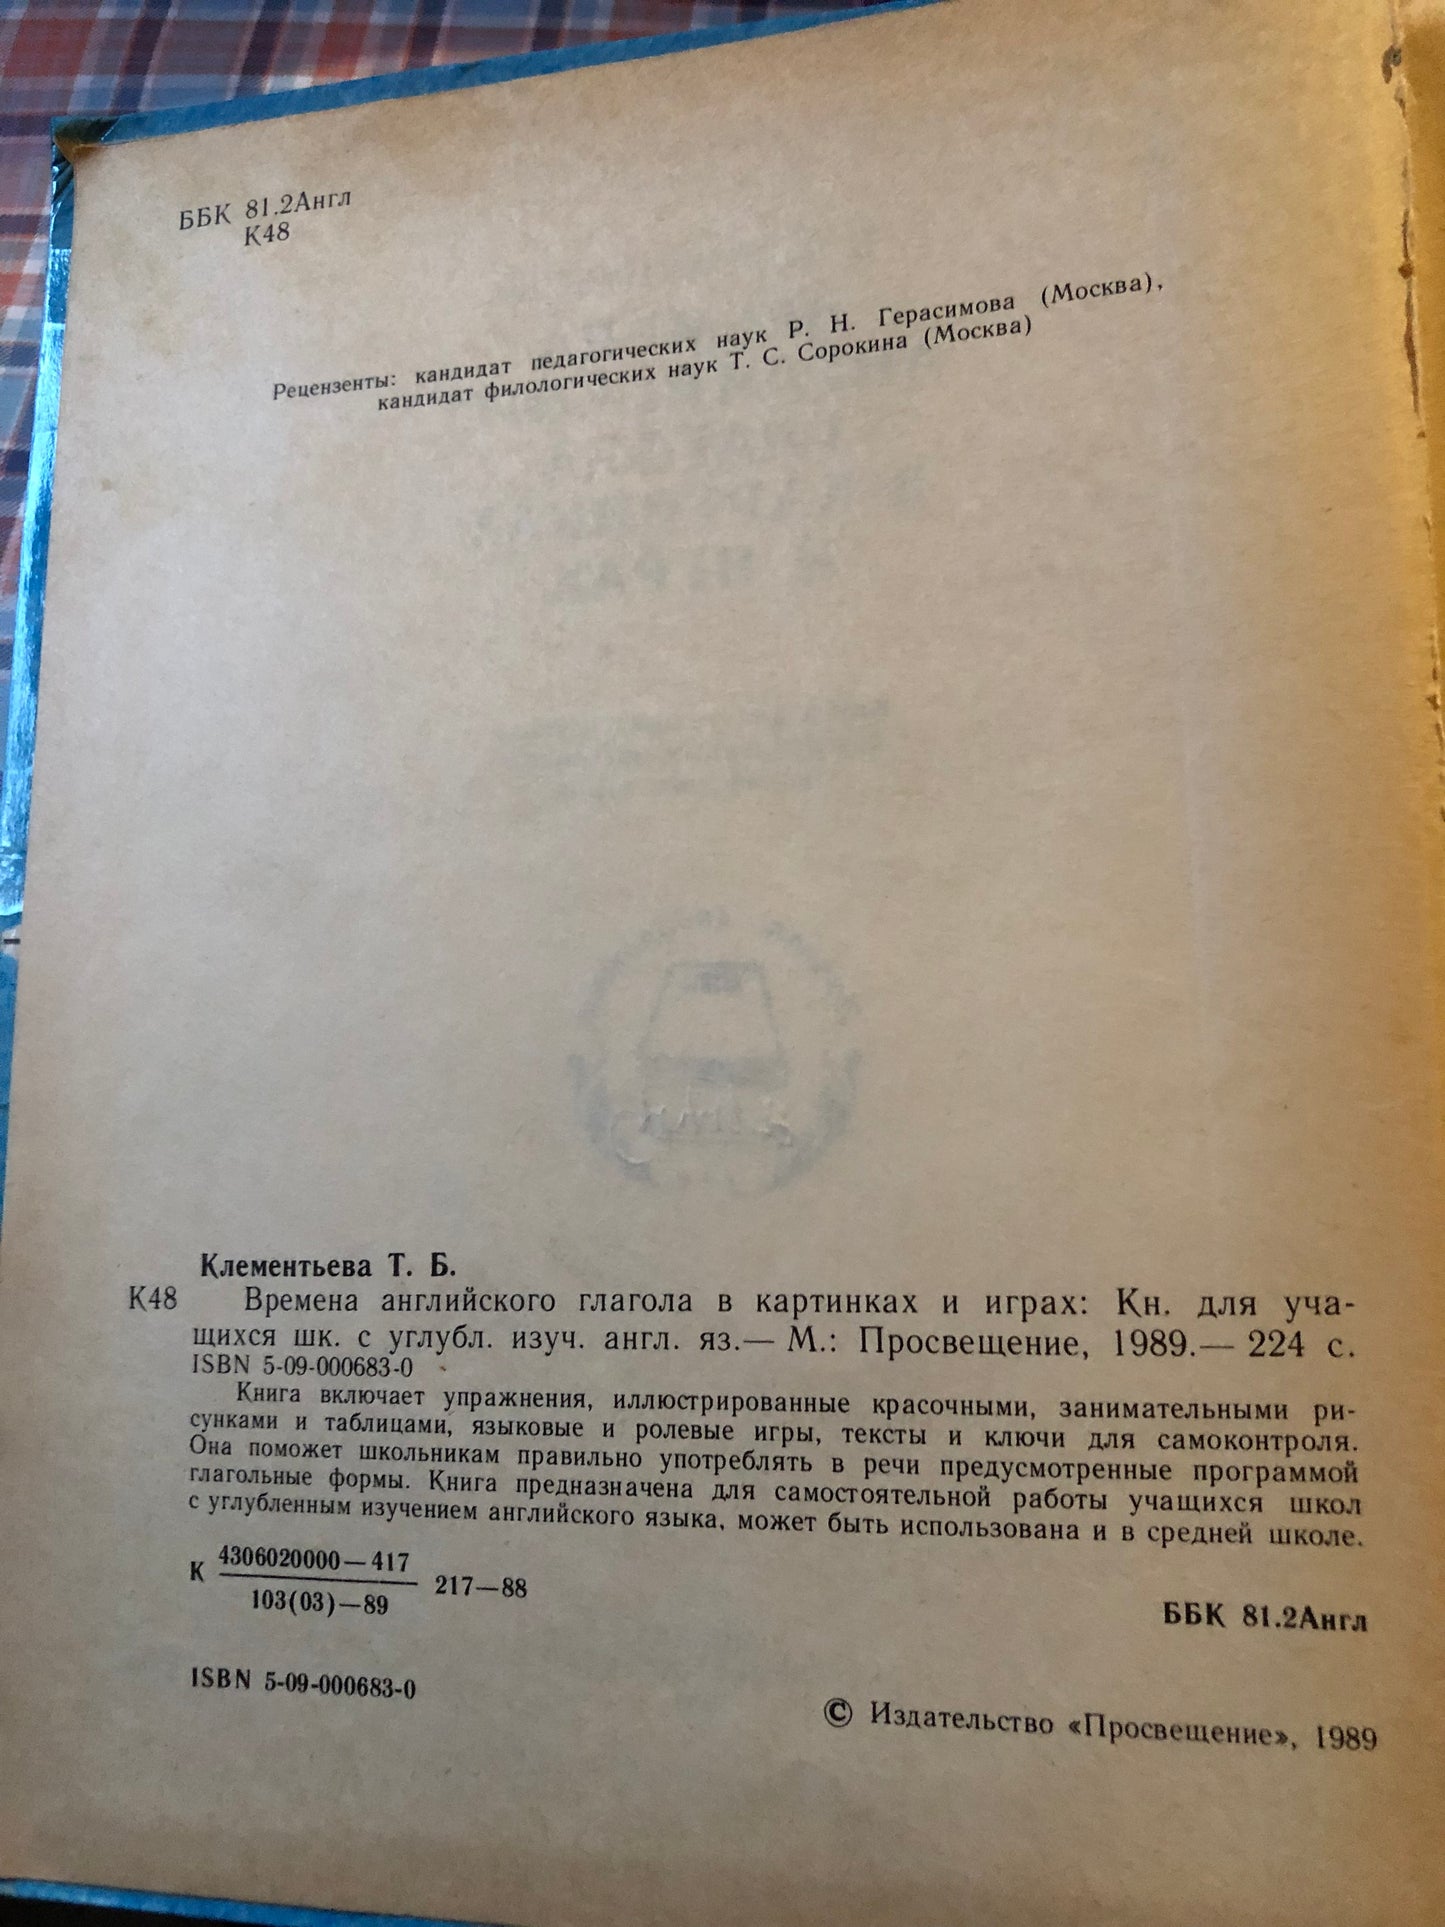 ББК 81.2Англ
К48
Рецензенты: кандидат педагогических наук Р. Н. Герасимова (Москва),
кандидат филологических наук Т. С. Сорокина (Москва)
Клементьева Т. Б.
К48 Времена английского глагола в картинках и играх: Кн. для уча-
щихся шк. с углубл. изуч. англ. яз.— М.: Просвещение, 1989.— 224 с.
ISBN 5-09-000683-0
Книга включает упражнения, иллюстрированные красочными, занимательными ри-
сунками и таблицами, языковые и ролевые игры, тексты и ключи для самоконтроля.
Она поможет школьникам правильно употреблять в речи предусмотренные программой
глагольные формы. Книга предназначена для самостоятельной работы учащихся школ
с углубленным изучением английского языка, может быть использована и в средней школе.
К 4306020000—417
103(03)—89 217—88
ББК 81.2Англ
ISBN 5-09-000683-0
© Издательство «Просвещение», 1989